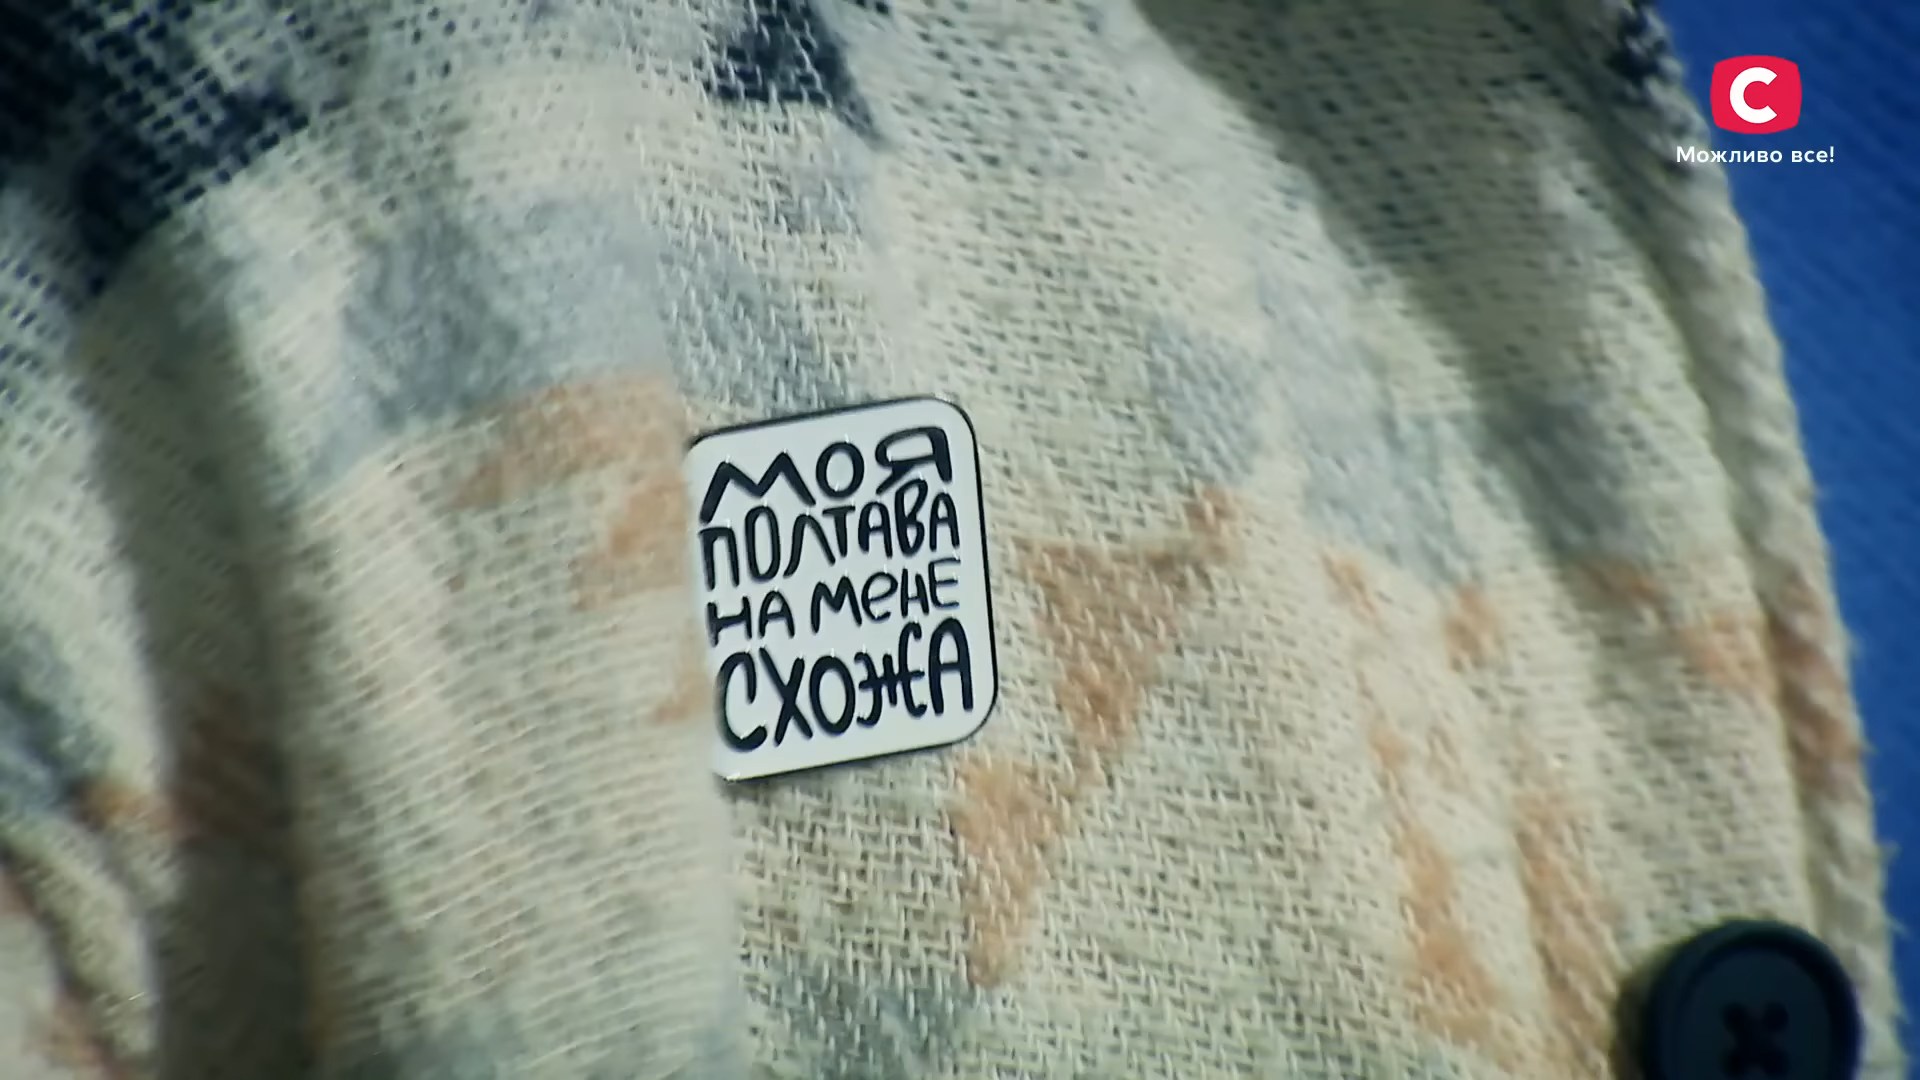 МОЯ
ПОЛТАВА
НА МЕНЕ
СХОЖА
С
Можливо все!